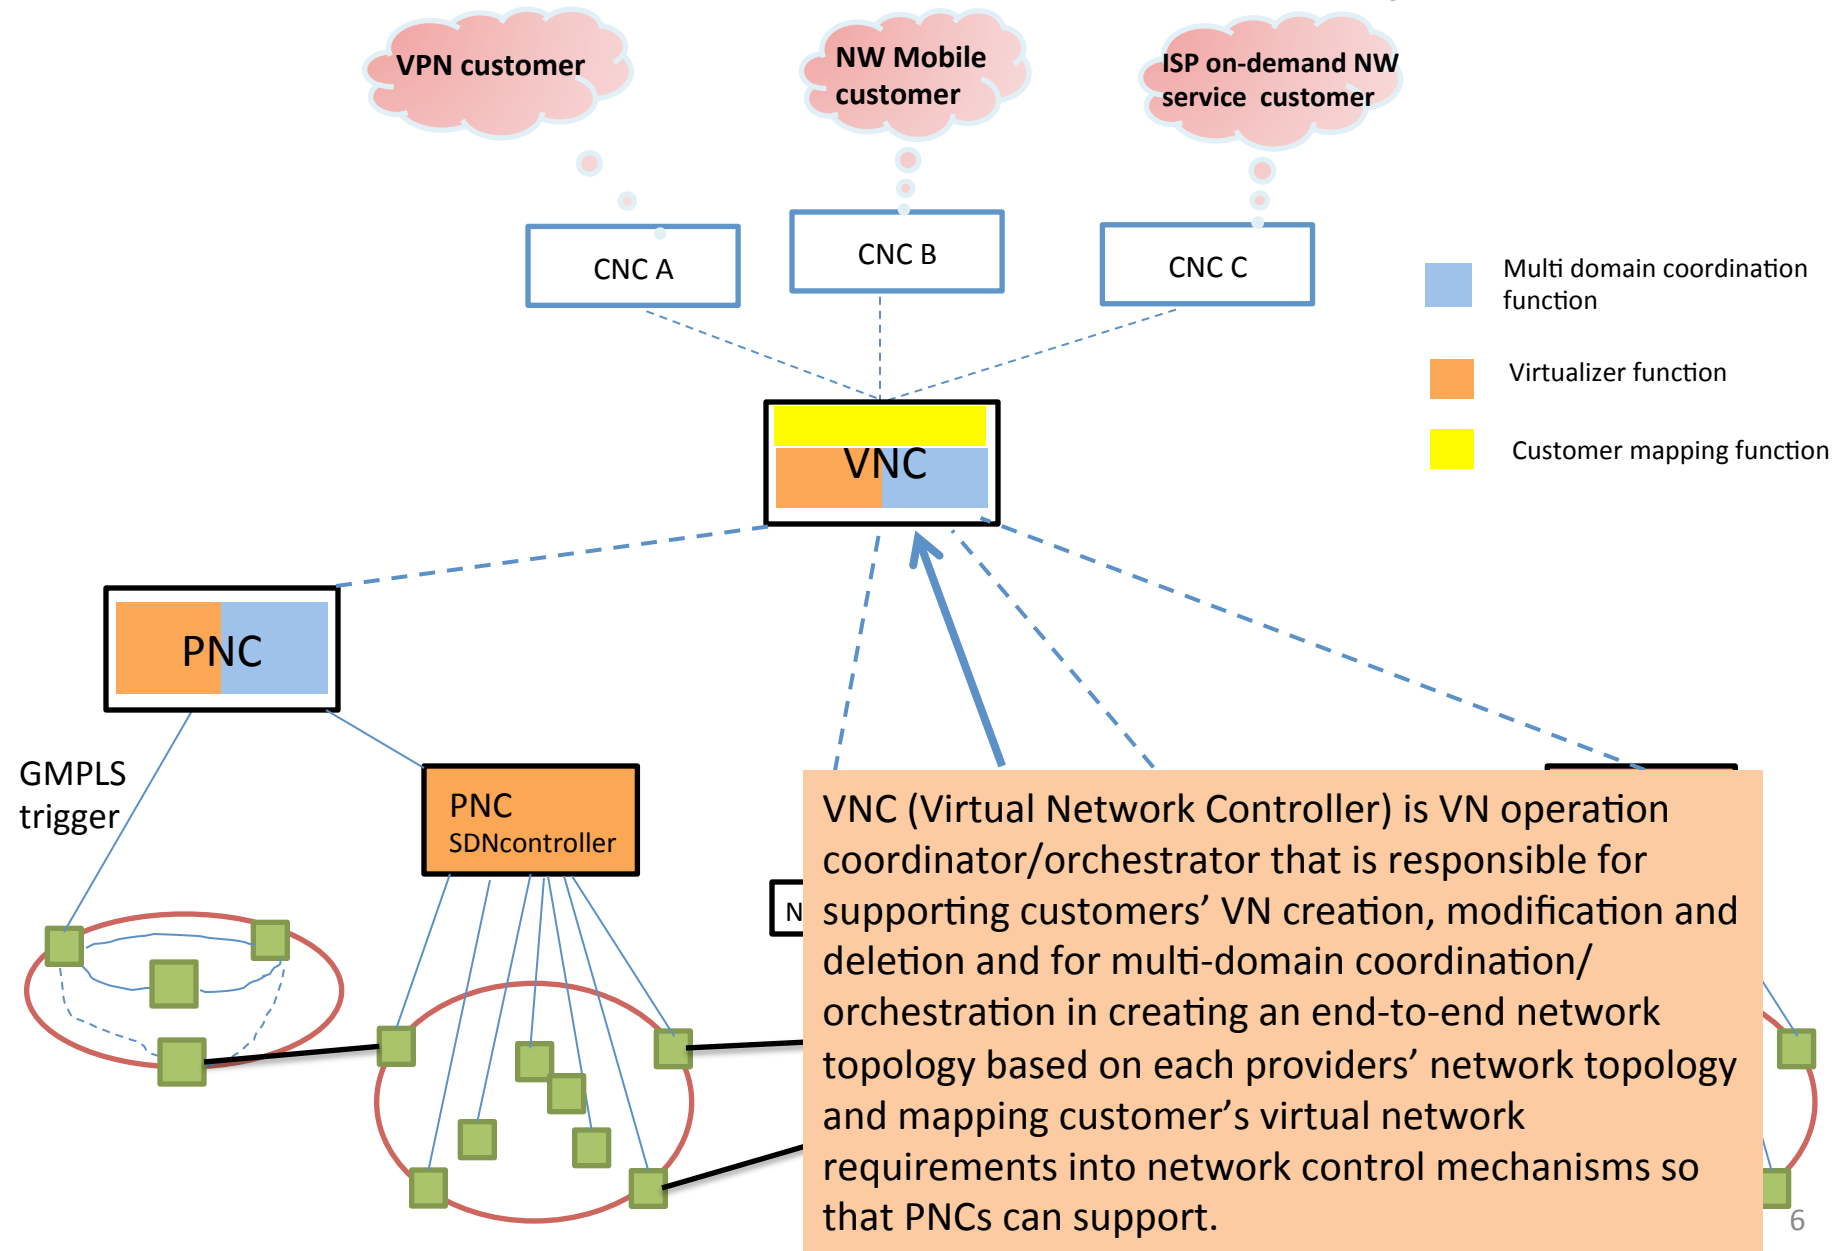 VPN customer
NW Mobile
customer
ISP on-demand NW
service customer
CNC A
CNC B
CNC C
Multi domain coordination
function
Virtualizer function
Customer mapping function
VNC
PNC
GMPLS
trigger
PNC
SDNcontroller
N
VNC (Virtual Network Controller) is VN operation
coordinator/orchestrator that is responsible for
supporting customers’ VN creation, modification and
deletion and for multi-domain coordination/
orchestration in creating an end-to-end network
topology based on each providers’ network topology
and mapping customer’s virtual network
requirements into network control mechanisms so
that PNCs can support.
6